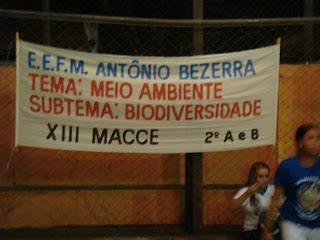 E.E.F.M. ANTÔNIO BEZERRA
TEMA: MEIO AMBIENTE
SUBTEMA: BIODIVERSIDADE
XIII MACCE 2º A e B